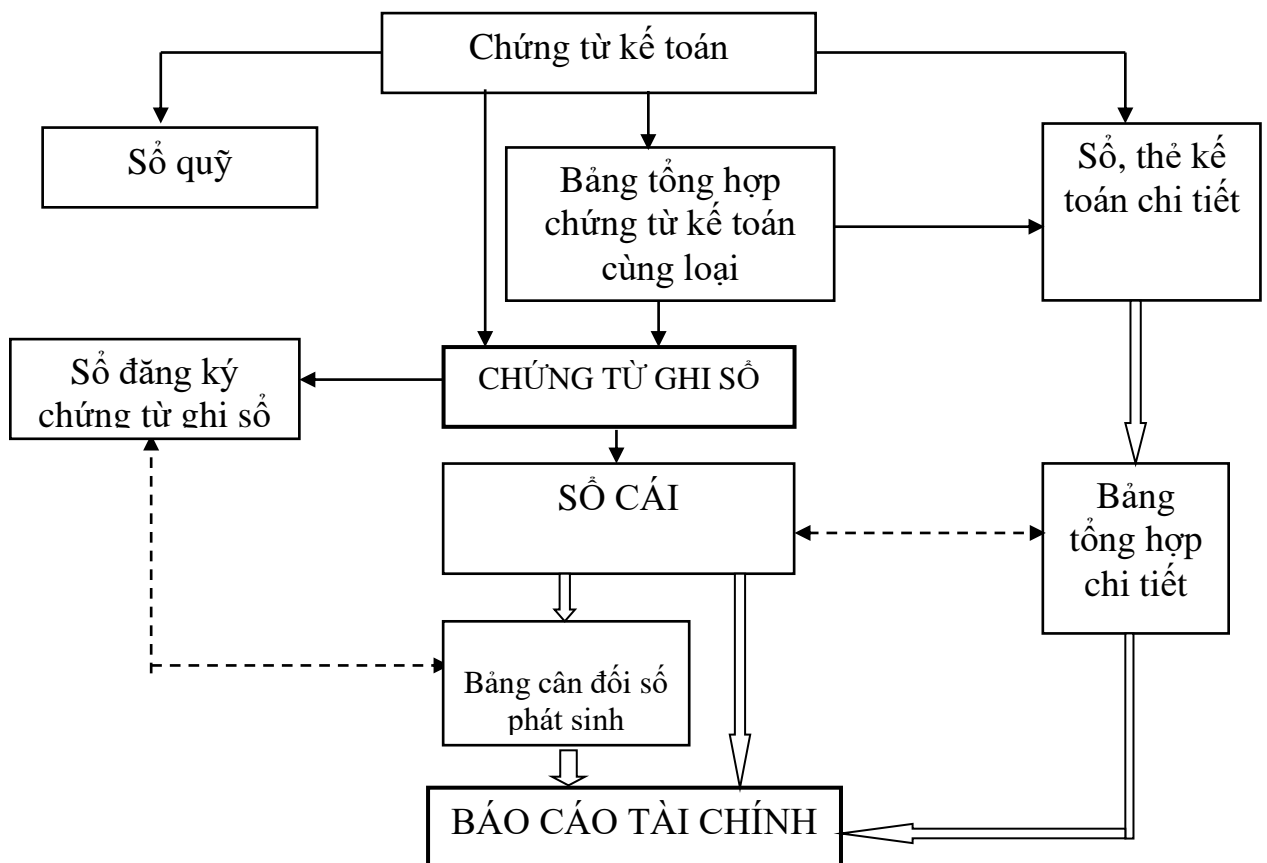 Chứng từ kế toán
Sổ quỹ
Bảng tổng hợp
chứng từ kế toán
cùng loại
Sổ, thẻ kế
toán chi tiết
Sổ đăng ký
chứng từ ghi sổ
CHỨNG TỪ GHI SỔ
SỔ CÁI
Bảng
tổng hợp
chi tiết
Bảng cân đối số
phát sinh
BÁO CÁO TÀI CHÍNH